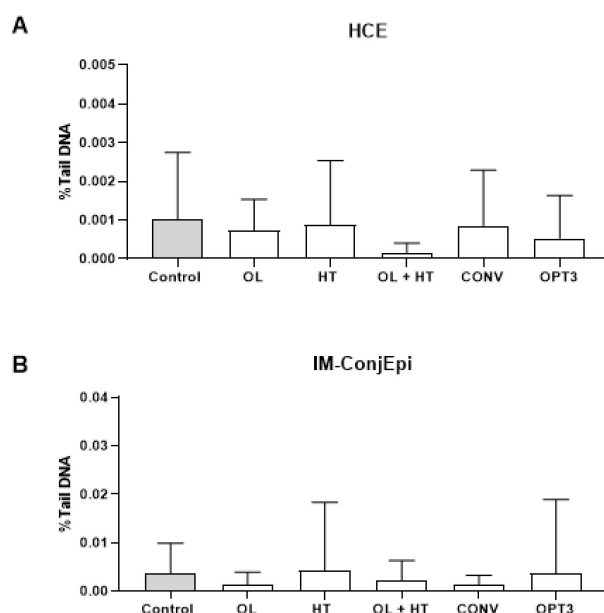 A
HCE
0.005
0.004
0.003
0.002
0.001
0.000
%Tail DNA
Control OL HT OL + HT CONV OPT3
B
IM-ConjEpi
0.04
0.03
0.02
0.01
0.00
%Tail DNA
Control OL HT OL + HT CONV OPT3